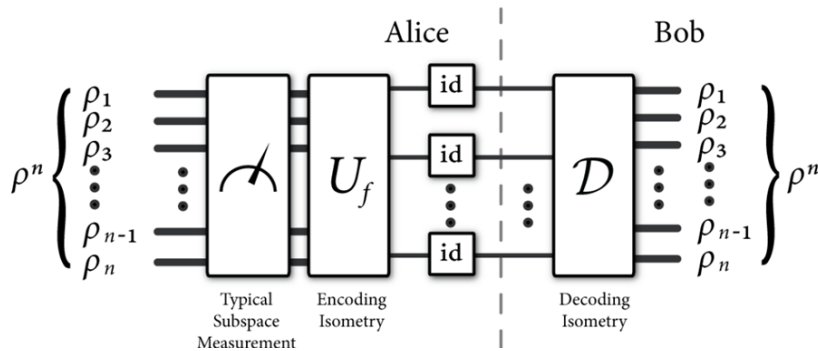 Alice
Bob
ρⁿ
ρ₁
ρ₂
ρ₃
ρₙ₋₁
ρₙ
U_f
id
id
id
𝒟
ρ₁
ρ₂
ρ₃
ρₙ₋₁
ρₙ
ρⁿ
Typical
Subspace
Measurement
Encoding
Isometry
Decoding
Isometry